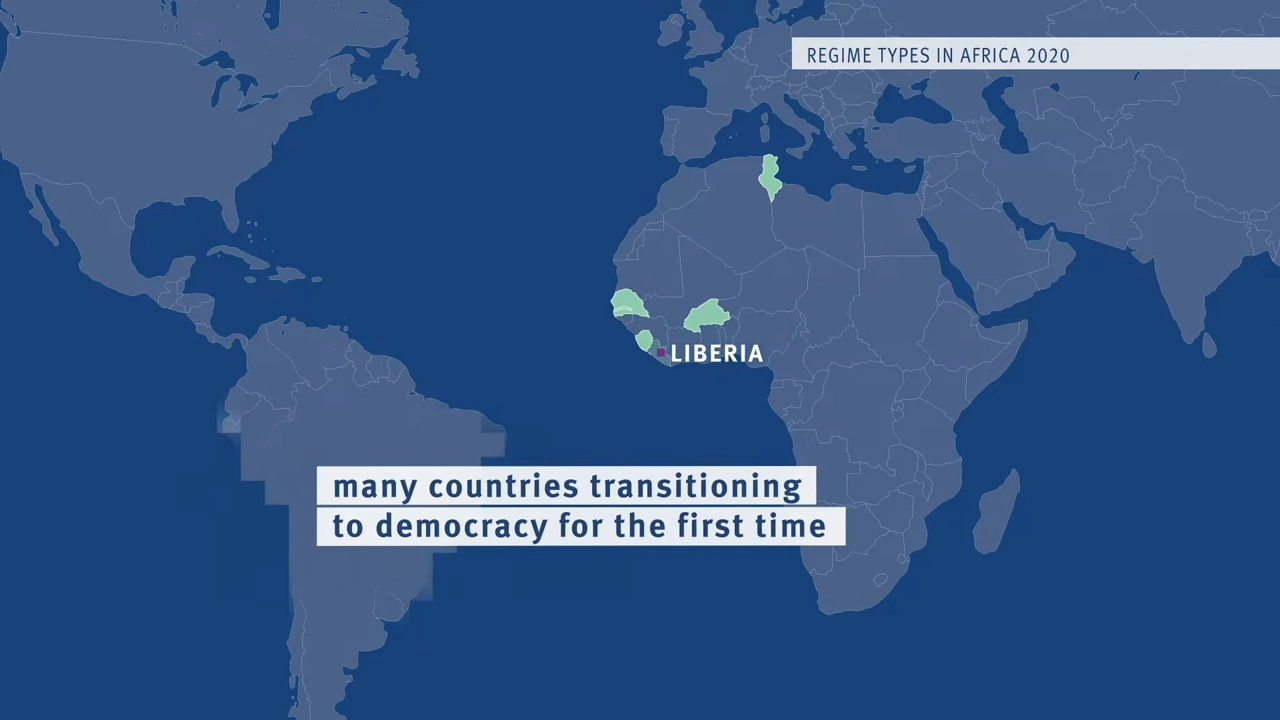 REGIME TYPES IN AFRICA 2020
LIBERIA
many countries transitioning
to democracy for the first time